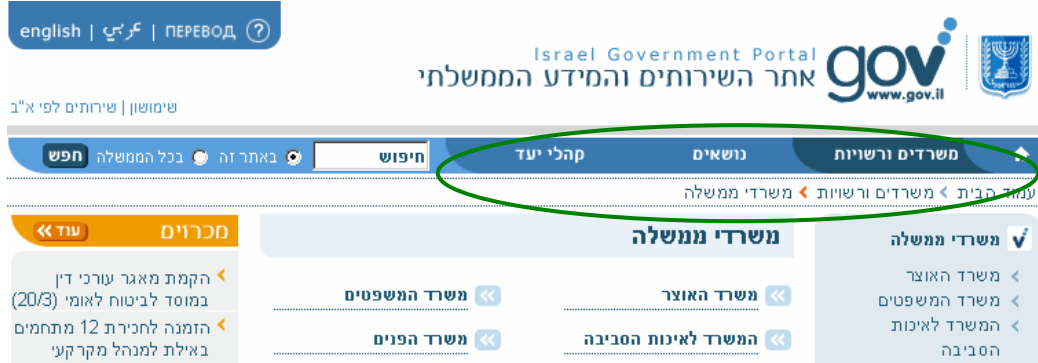 english | عربي | ПЕРЕВОД ?
Israel Government Portal
אתר השירותים והמידע הממשלתי
gov
www.gov.il
ישראל
שימושון | שירותים לפי א"ב
משרדים ורשויות נושאים קהלי יעד חיפוש באתר זה בכל הממשלה חפש
עמוד הבית > משרדים ורשויות > משרדי ממשלה
משרדי ממשלה
משרד האוצר
משרד המשפטים
המשרד לאיכות
הסביבה
משרדי ממשלה
משרד האוצר משרד המשפטים
המשרד לאיכות הסביבה משרד הפנים
מכרזים עוד
הקמת מאגר עורכי דין
במוסד לביטוח לאומי (20/3)
הזמנה לחכירת 12 מתחמים
באילת למנהל מקרקעי